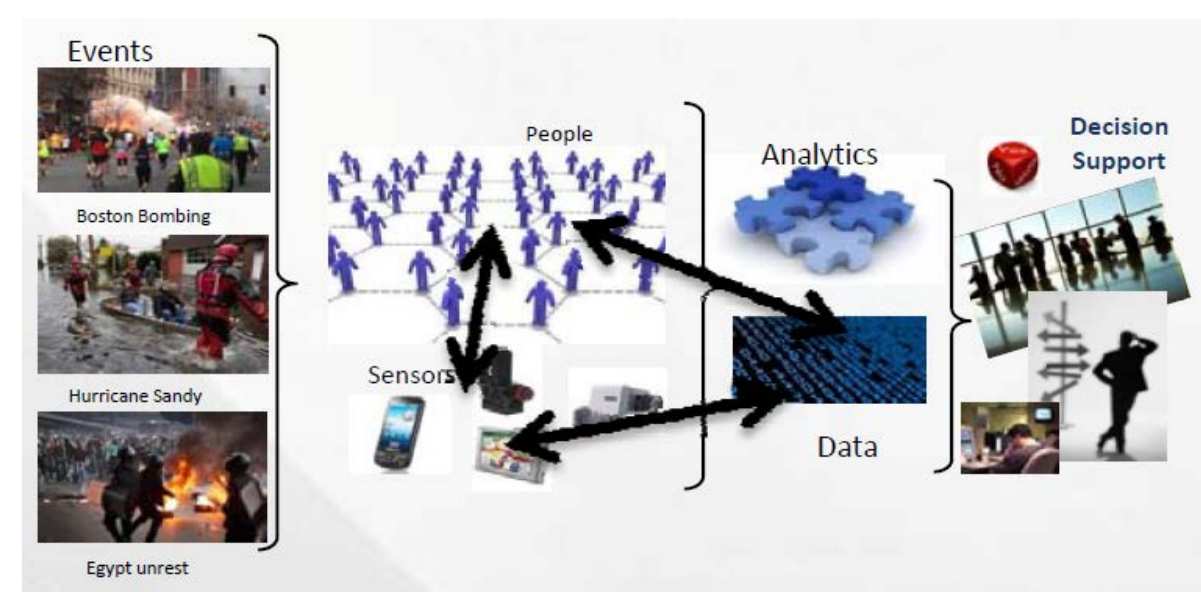 Events
Boston Bombing
Hurricane Sandy
Egypt unrest
People
Sensors
Analytics
Data
Decision
Support